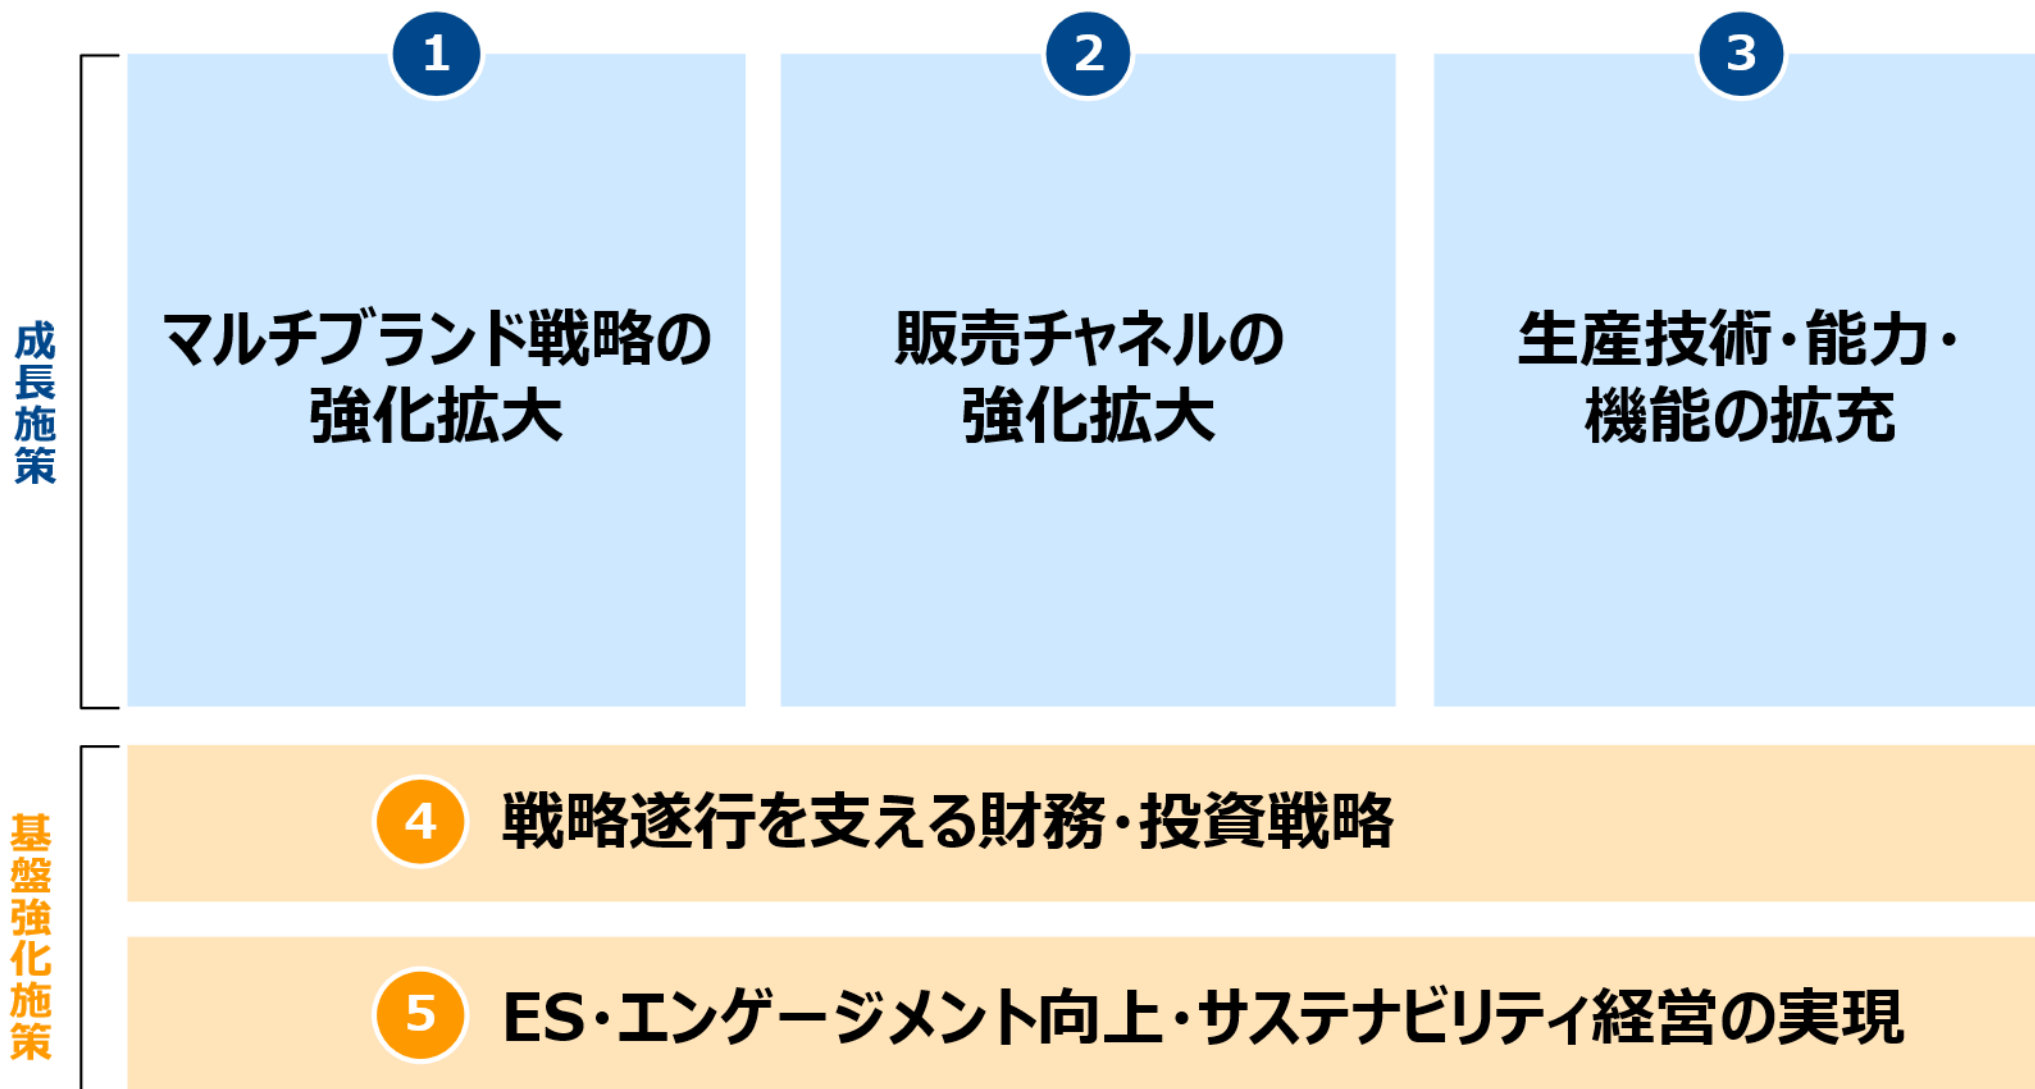 成長施策
1
マルチブランド戦略の
強化拡大
2
販売チャネルの
強化拡大
3
生産技術・能力・
機能の拡充
基盤強化施策
4 戦略遂行を支える財務・投資戦略
5 ES・エンゲージメント向上・サステナビリティ経営の実現